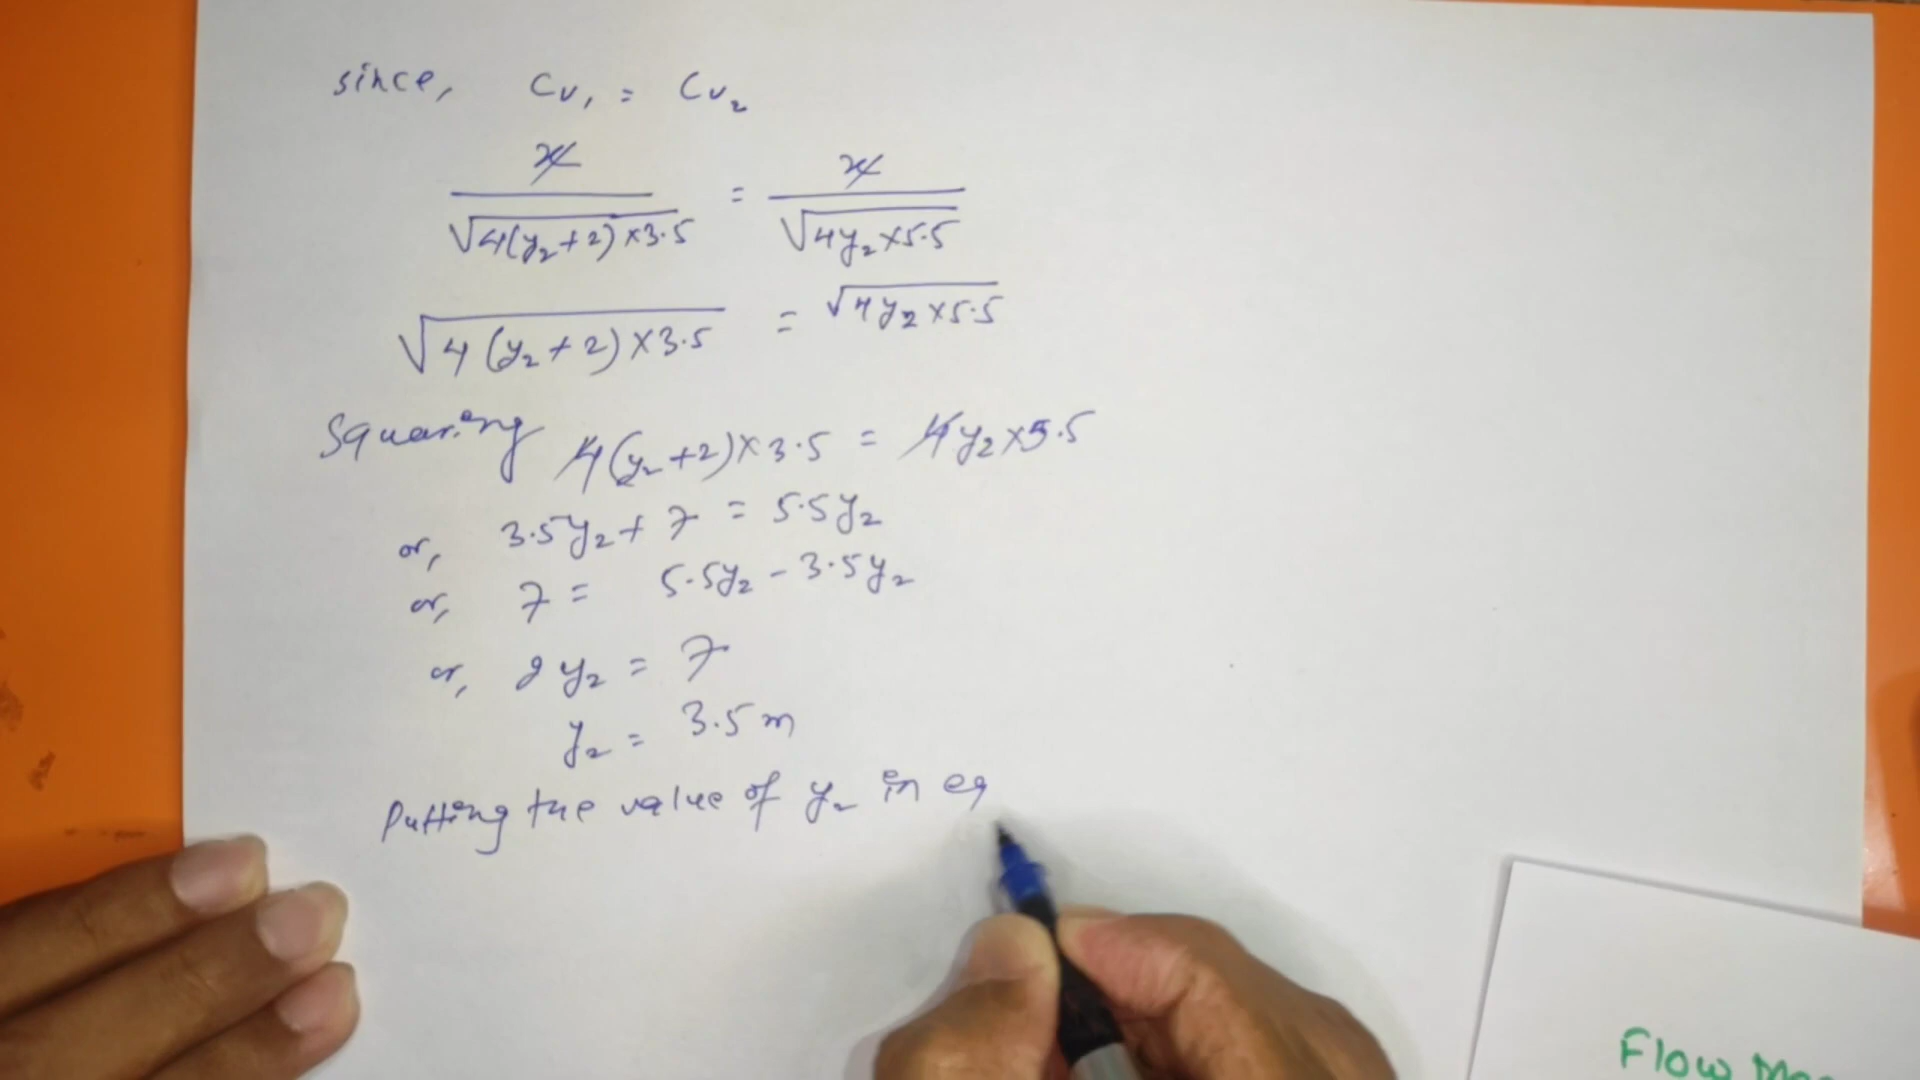 since, Cv₁ = Cv₂
x / √4(y₂+2)×3.5 = x / √4y₂×5.5
√4(y₂+2)×3.5 = √4y₂×5.5
Squaring 4(y₂+2)×3.5 = 4y₂×5.5
or, 3.5y₂+7 = 5.5y₂
or, 7 = 5.5y₂-3.5y₂
or, 2y₂ = 7
y₂ = 3.5m
Putting the value of y₂ in eq
Flow